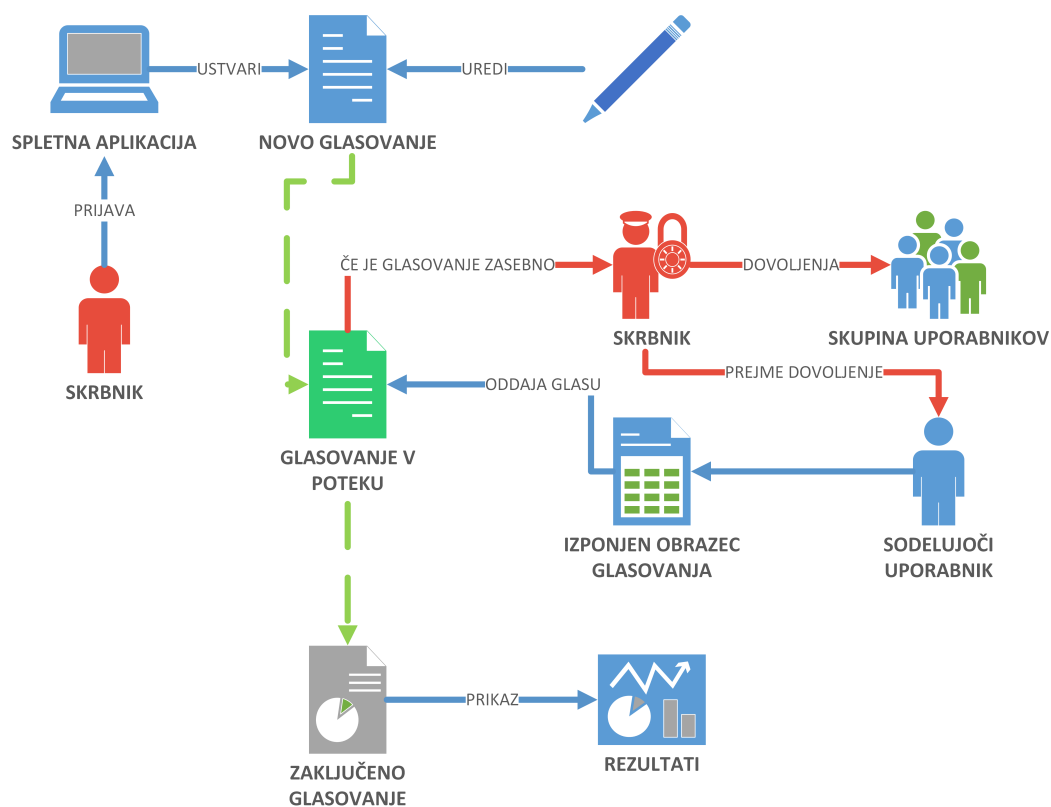 USTVARI
UREDI
SPLETNA APLIKACIJA
NOVO GLASOVANJE
PRIJAVA
SKRBNIK
ČE JE GLASOVANJE ZASEBNO
DOVOLJENJA
SKRBNIK
SKUPINA UPORABNIKOV
PREJME DOVOLJENJE
ODDAJA GLASU
GLASOVANJE V
POTEKU
IZPONJEN OBRAZEC
GLASOVANJA
SODELUJOČI
UPORABNIK
PRIKAZ
ZAKLJUČENO
GLASOVANJE
REZULTATI